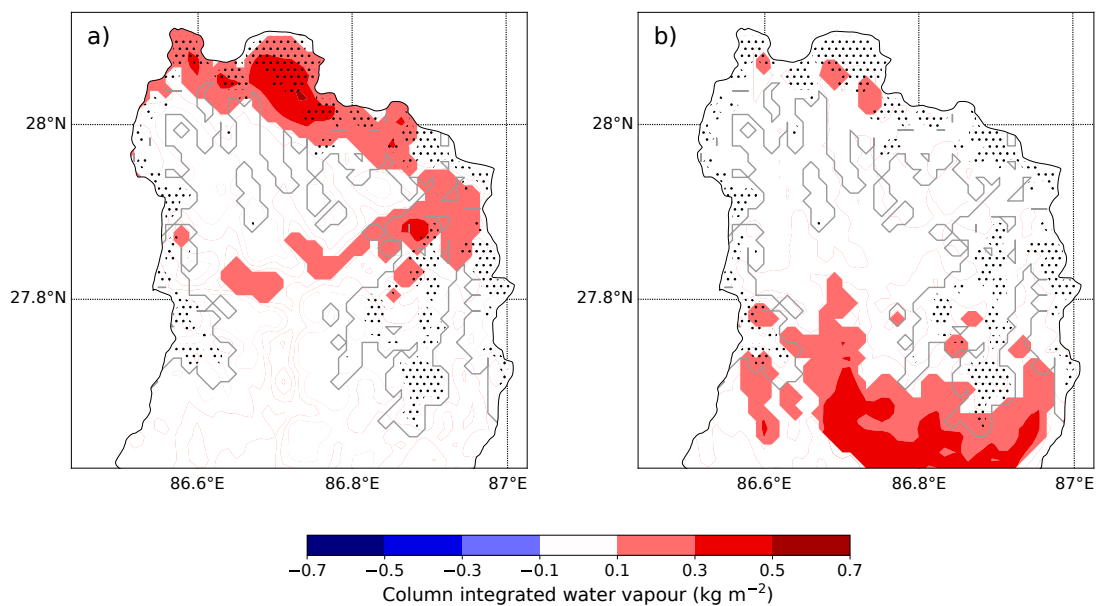 a)
b)
28°N
28°N
27.8°N
27.8°N
86.6°E 86.8°E 87°E
86.6°E 86.8°E 87°E
−0.7 −0.5 −0.3 −0.1 0.1 0.3 0.5 0.7
Column integrated water vapour (kg m⁻²)